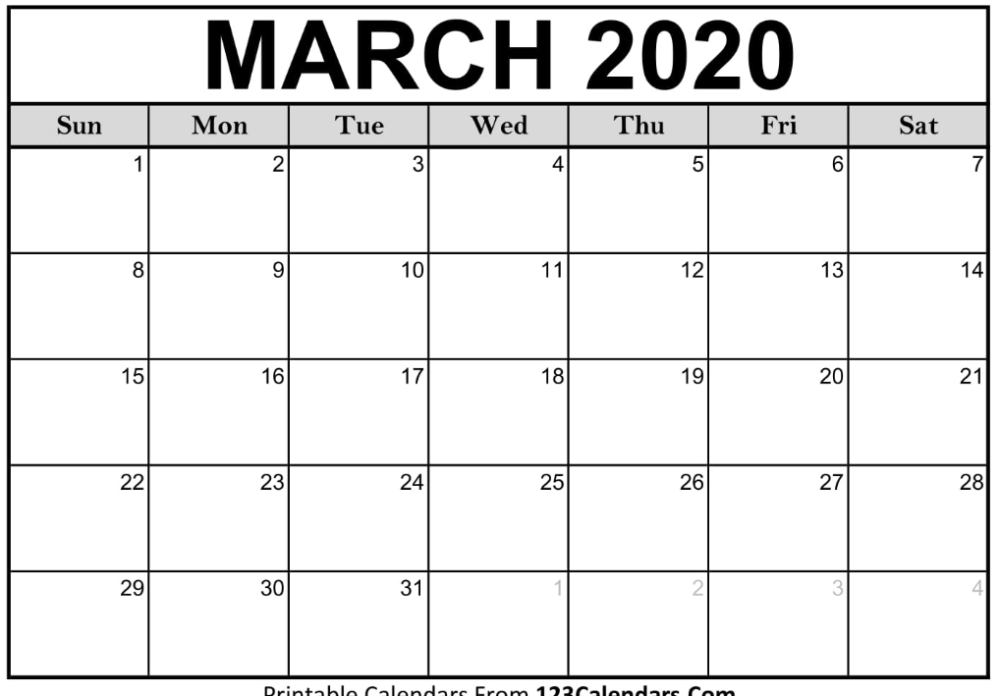 MARCH 2020
Sun Mon Tue Wed Thu Fri Sat
1 2 3 4 5 6 7
8 9 10 11 12 13 14
15 16 17 18 19 20 21
22 23 24 25 26 27 28
29 30 31 1 2 3 4
Printable Calendars From 123Calendars.Com